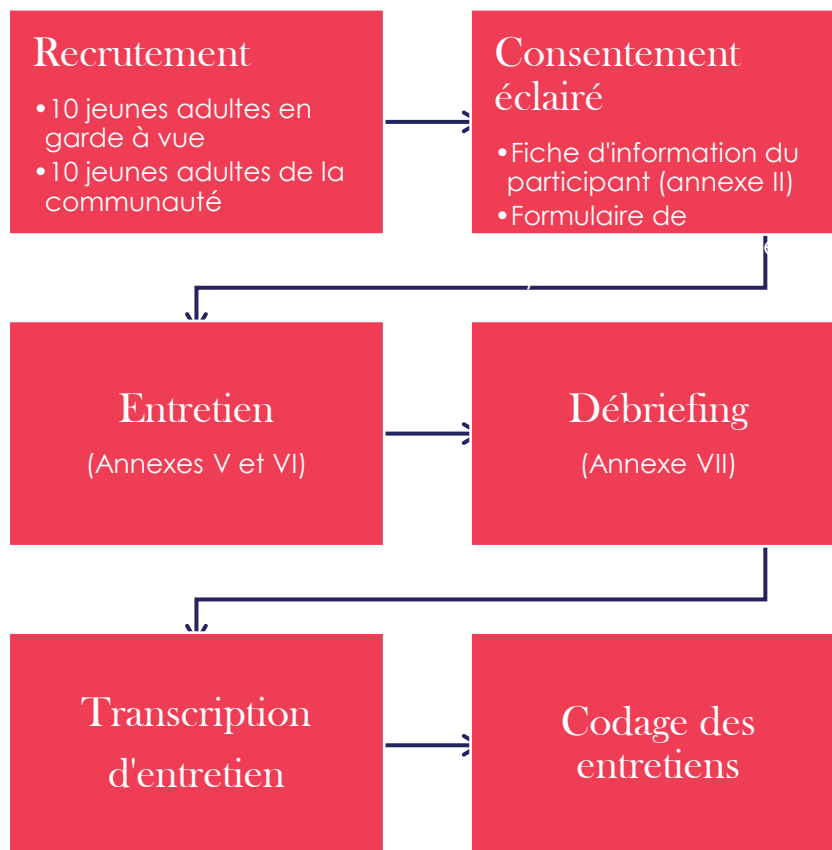 Recrutement
•10 jeunes adultes en
garde à vue
•10 jeunes adultes de la
communauté
Consentement
éclairé
•Fiche d'information du
participant (annexe II)
•Formulaire de
Entretien
(Annexes V et VI)
Débriefing
(Annexe VII)
Transcription
d'entretien
Codage des
entretiens